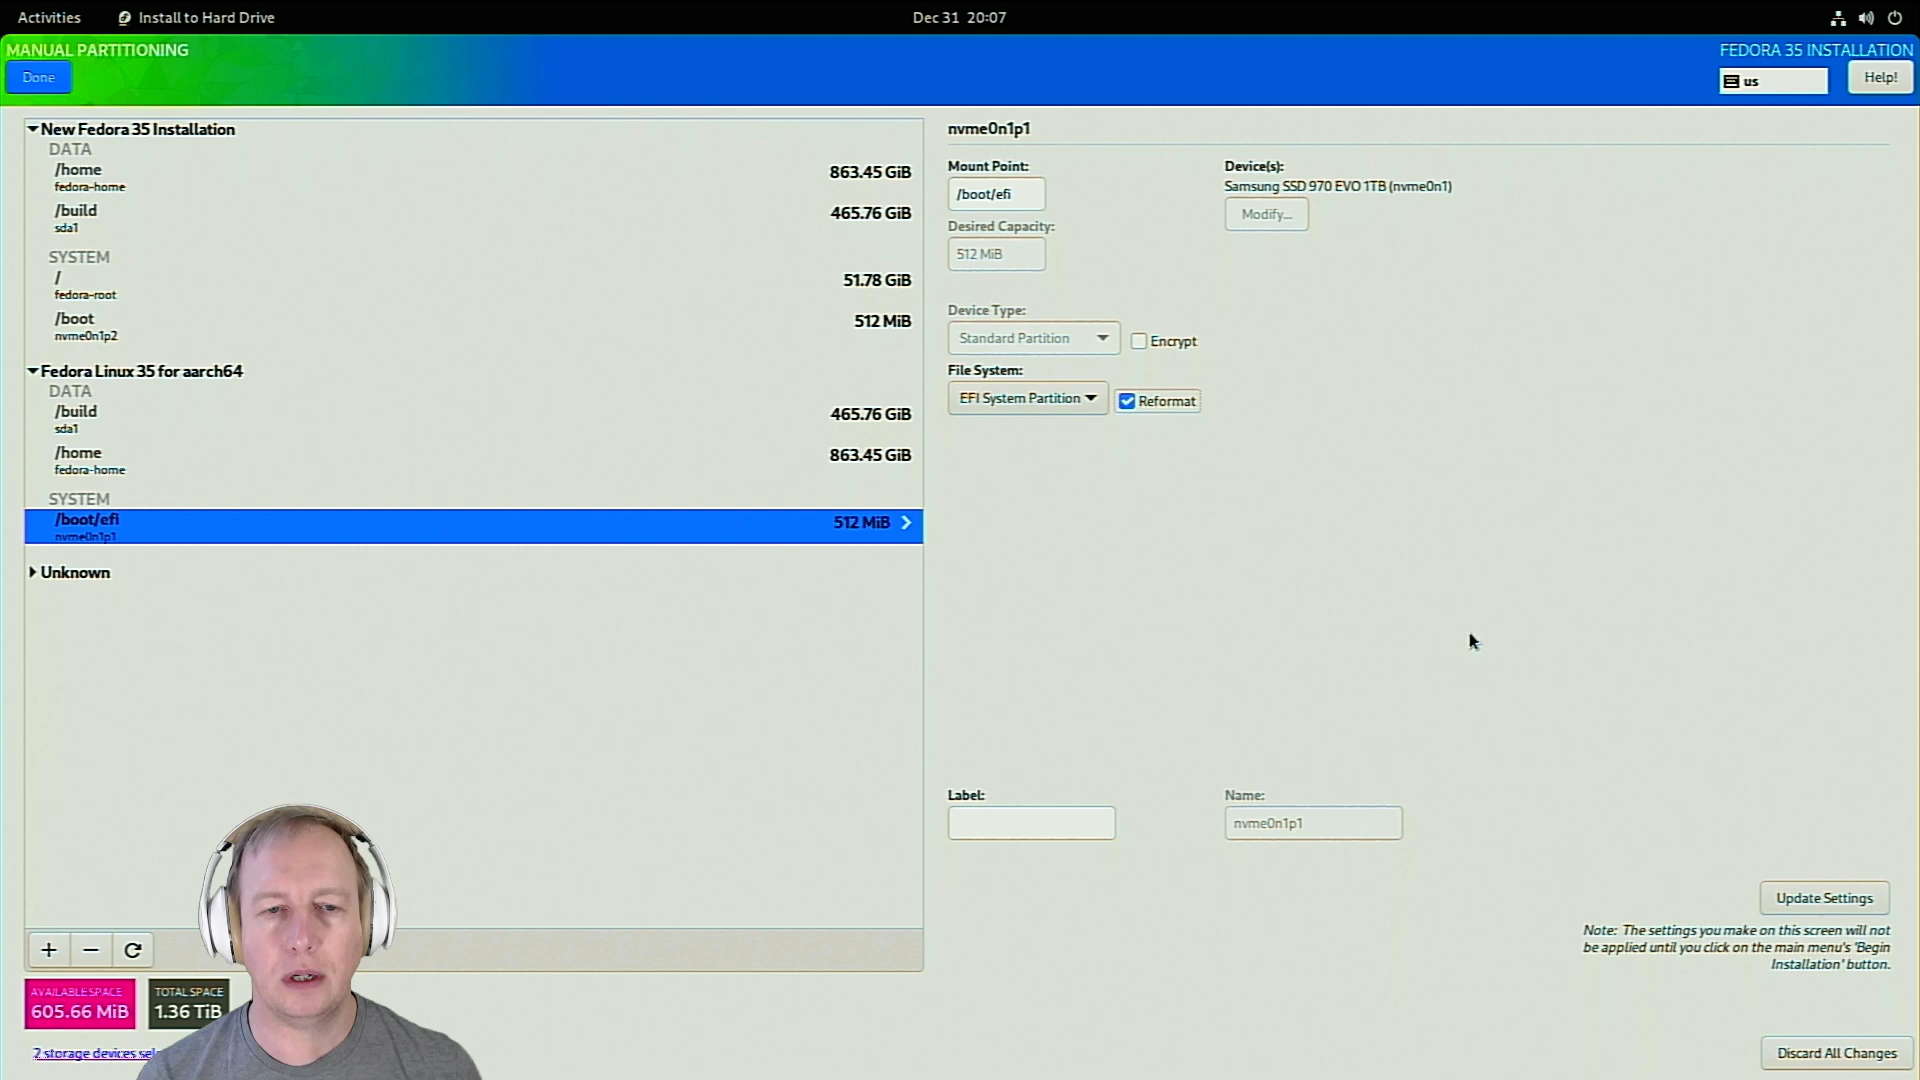 Activities
Install to Hard Drive
Dec 31 20:07
MANUAL PARTITIONING
FEDORA 35 INSTALLATION
Done
us
Help!
New Fedora 35 Installation
DATA
/home
863.45 GiB
fedora-home
/build
465.76 GiB
sda1
SYSTEM
/
51.78 GiB
fedora-root
/boot
512 MiB
nvme0n1p2
Fedora Linux 35 for aarch64
DATA
/build
465.76 GiB
sda1
/home
863.45 GiB
fedora-home
SYSTEM
/boot/efi
512 MiB
nvme0n1p1
Unknown
nvme0n1p1
Mount Point:
/boot/efi
Device(s):
Samsung SSD 970 EVO 1TB (nvme0n1)
Modify...
Desired Capacity:
512 MiB
Device Type:
Standard Partition
Encrypt
File System:
EFI System Partition
Reformat
Label:
Name:
nvme0n1p1
Update Settings
Note: The settings you make on this screen will not
be applied until you click on the main menu's 'Begin
Installation' button.
AVAILABLE SPACE
605.66 MiB
TOTAL SPACE
1.36 TiB
2 storage devices
Discard All Changes